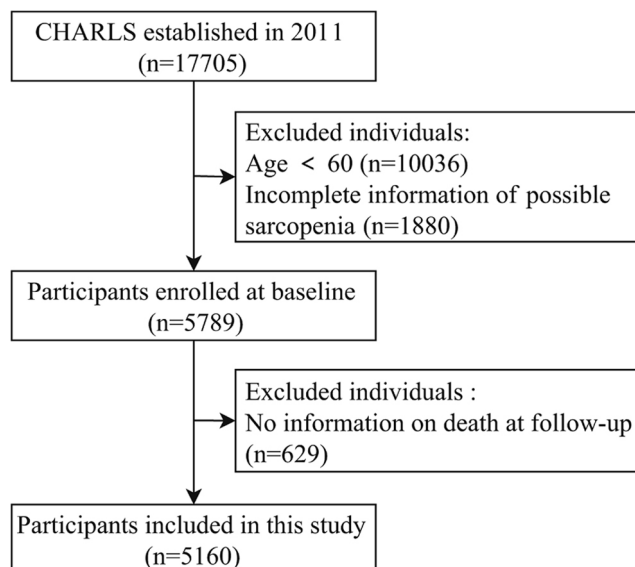 CHARLS established in 2011
(n=17705)
Excluded individuals:
Age < 60 (n=10036)
Incomplete information of possible
sarcopenia (n=1880)
Participants enrolled at baseline
(n=5789)
Excluded individuals :
No information on death at follow-up
(n=629)
Participants included in this study
(n=5160)